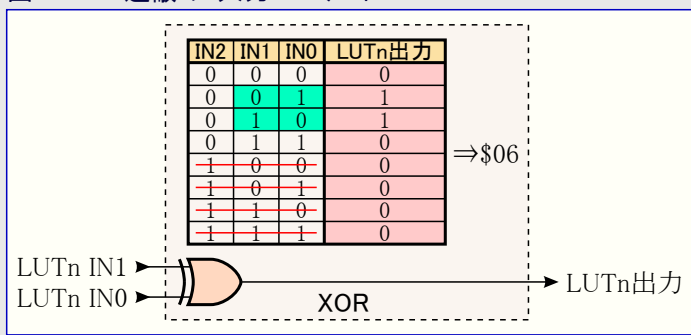 IN2 IN1 IN0 LUTn出力
0 0 0 0
0 0 1 1
0 1 0 1
0 1 1 0
1 0 0 0
1 0 1 0
1 1 0 0
1 1 1 0
⇒$06
LUTn IN1
LUTn IN0
XOR
LUTn出力